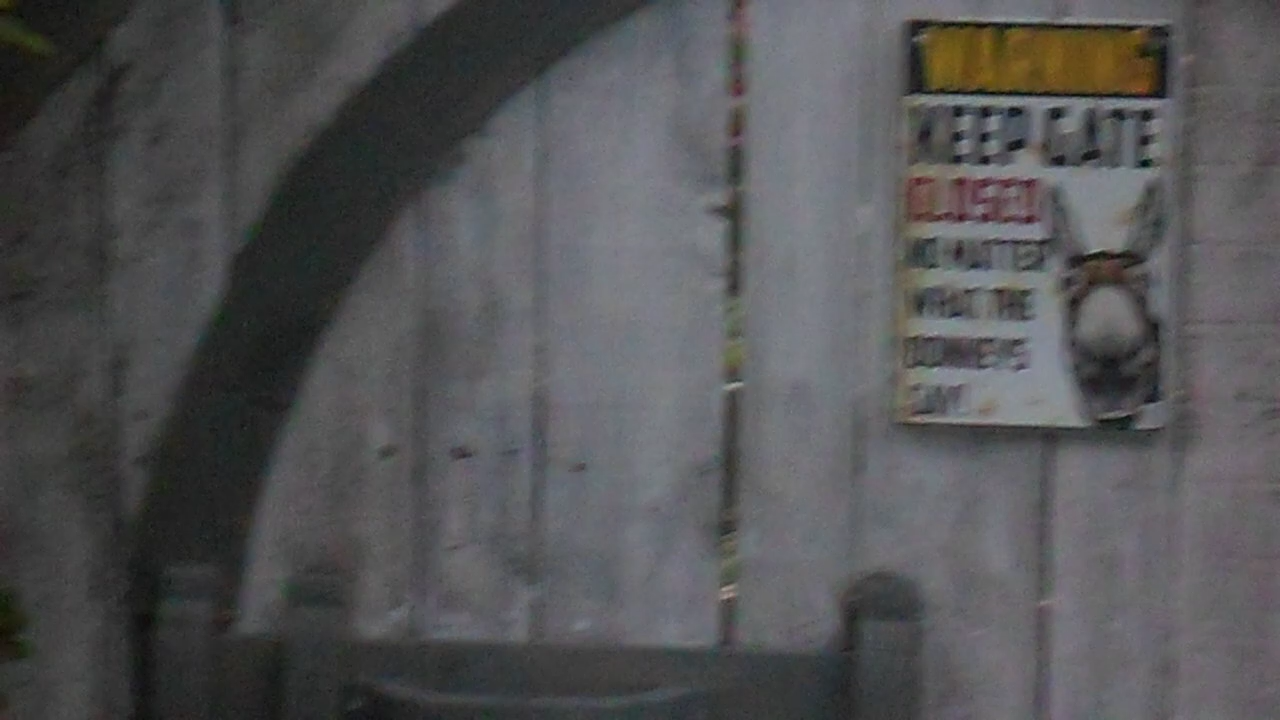 WARNING
KEEP GATE
CLOSED
NO MATTER
WHAT THE
DONKEYS
SAY!